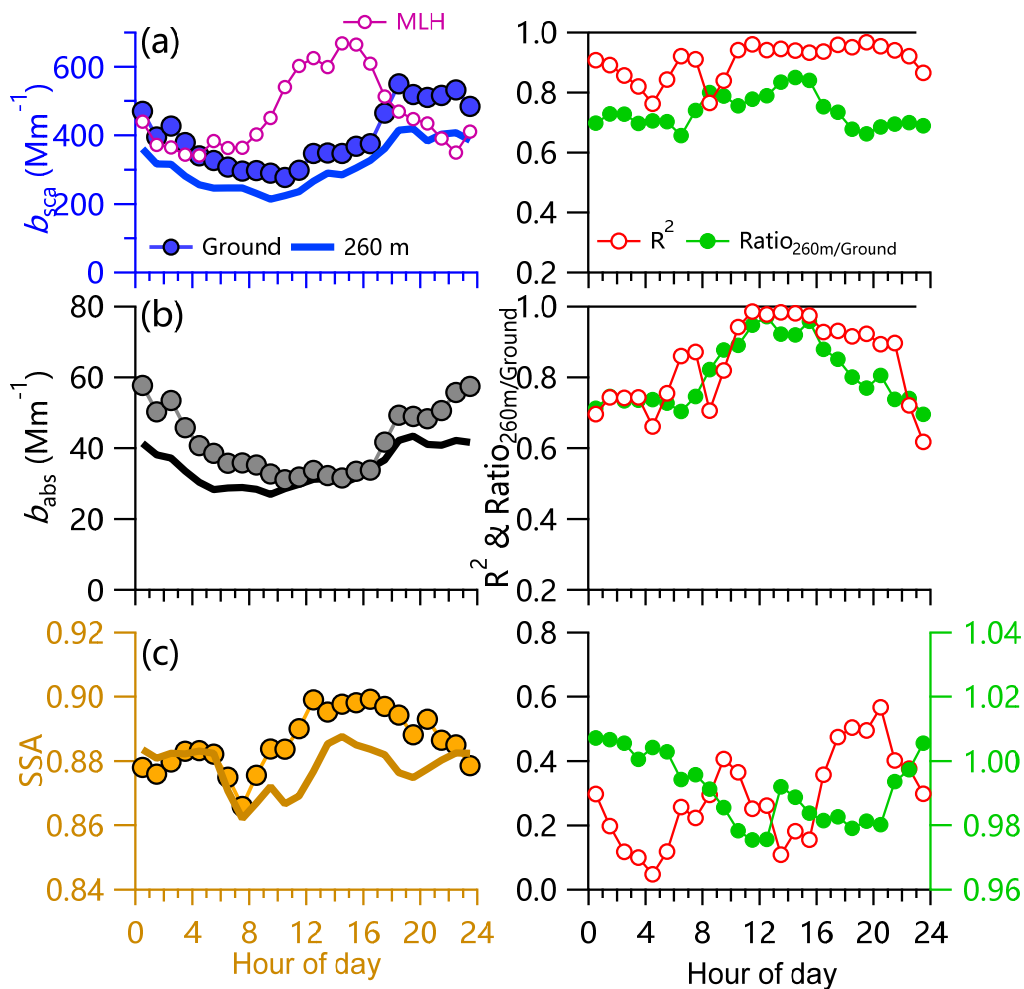 (a)
MLH
b_sca (Mm^-1)
600
400
200
0
Ground
260 m
1.0
0.8
0.6
0.4
0.2
R^2
Ratio_260m/Ground
(b)
b_abs (Mm^-1)
80
60
40
20
0
R^2 & Ratio_260m/Ground
1.0
0.8
0.6
0.4
0.2
(c)
SSA
0.92
0.90
0.88
0.86
0.84
0 4 8 12 16 20 24
Hour of day
0.8
0.6
0.4
0.2
0.0
1.04
1.02
1.00
0.98
0.96
0 4 8 12 16 20 24
Hour of day